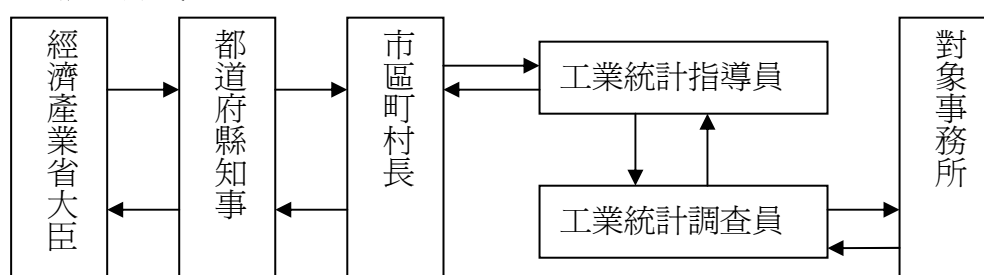 經濟產業省大臣
都道府縣知事
市區町村長
工業統計指導員
工業統計調查員
對象事務所